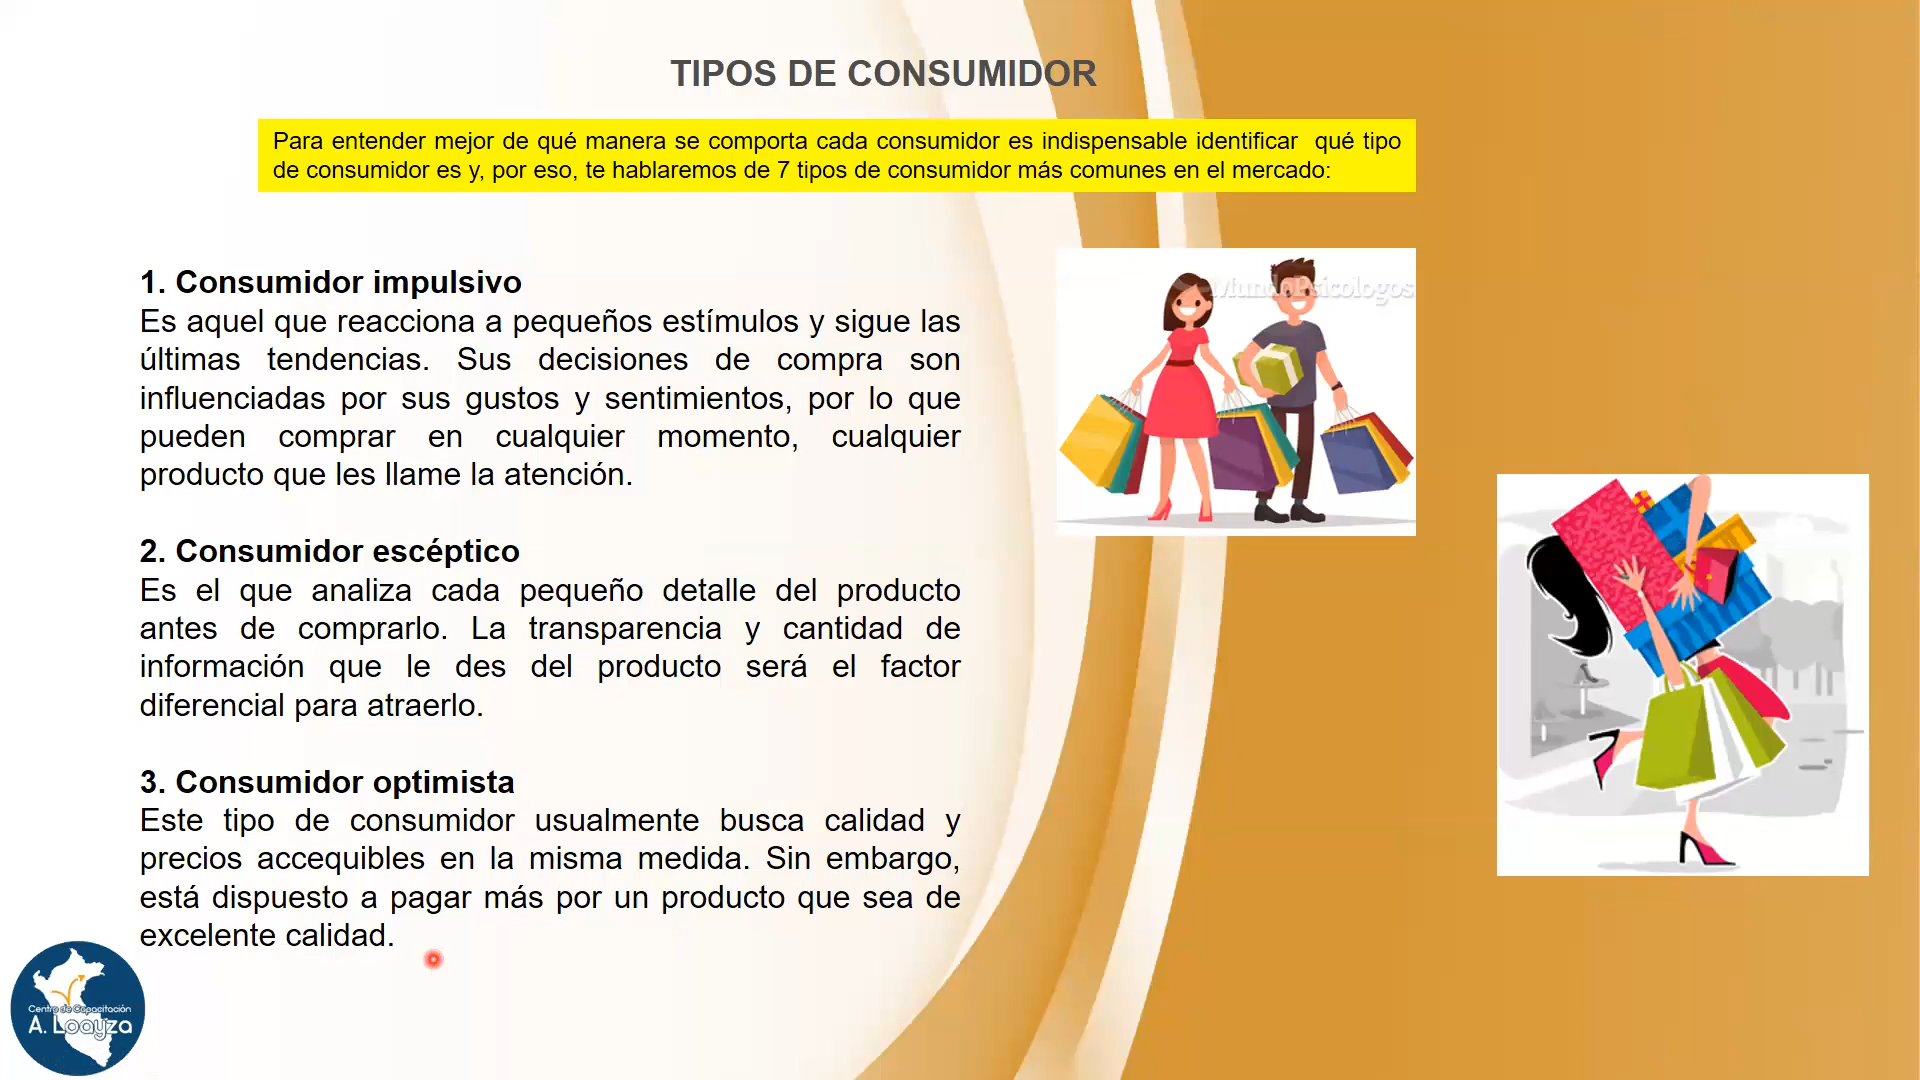 TIPOS DE CONSUMIDOR
Para entender mejor de qué manera se comporta cada consumidor es indispensable identificar qué tipo
de consumidor es y, por eso, te hablaremos de 7 tipos de consumidor más comunes en el mercado:
1. Consumidor impulsivo
Es aquel que reacciona a pequeños estímulos y sigue las
últimas tendencias. Sus decisiones de compra son
influenciadas por sus gustos y sentimientos, por lo que
pueden comprar en cualquier momento, cualquier
producto que les llame la atención.
MundoPsicologos
2. Consumidor escéptico
Es el que analiza cada pequeño detalle del producto
antes de comprarlo. La transparencia y cantidad de
información que le des del producto será el factor
diferencial para atraerlo.
3. Consumidor optimista
Este tipo de consumidor usualmente busca calidad y
precios accequibles en la misma medida. Sin embargo,
está dispuesto a pagar más por un producto que sea de
excelente calidad.
Centro de Capacitación
A. Loayza